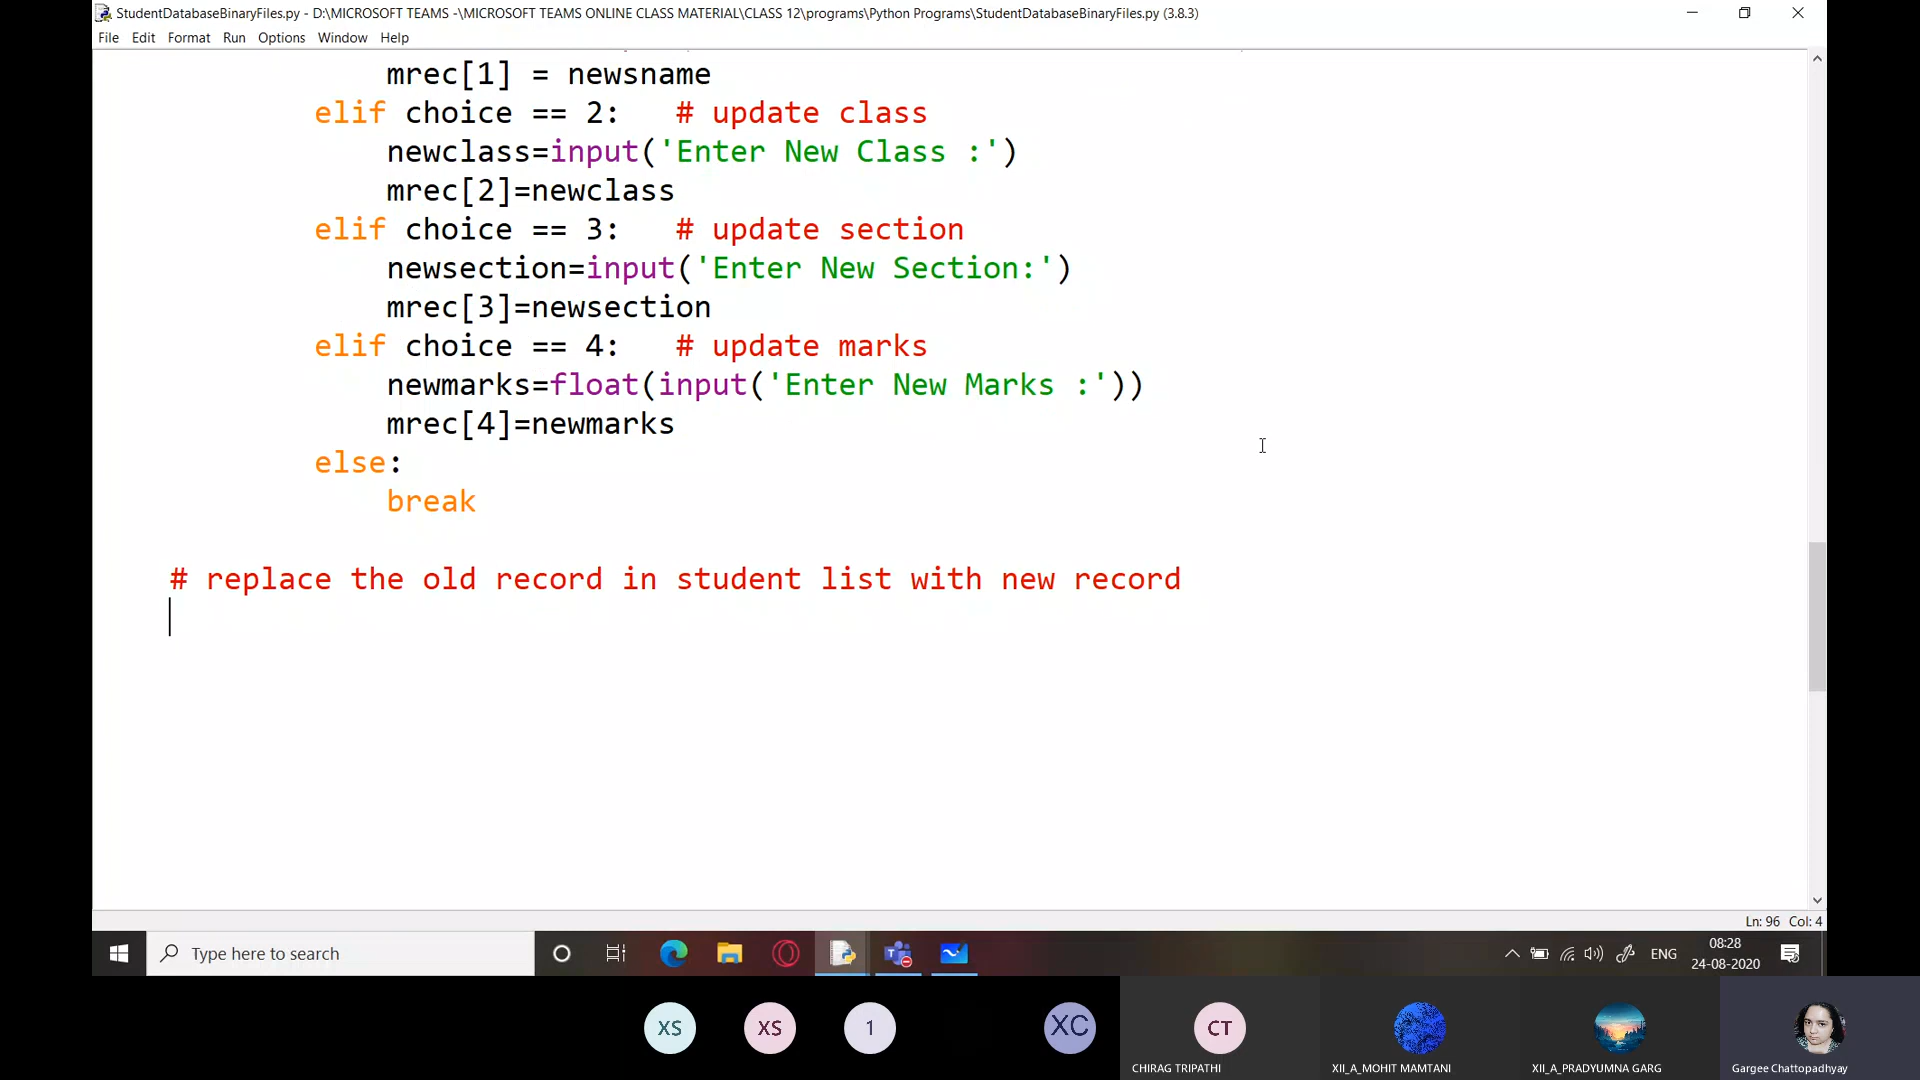 StudentDatabaseBinaryFiles.py - D:\MICROSOFT TEAMS -\MICROSOFT TEAMS ONLINE CLASS MATERIAL\CLASS 12\programs\Python Programs\StudentDatabaseBinaryFiles.py (3.8.3)
File Edit Format Run Options Window Help
mrec[1] = newsname
elif choice == 2:   # update class
newclass=input('Enter New Class :')
mrec[2]=newclass
elif choice == 3:   # update section
newsection=input('Enter New Section:')
mrec[3]=newsection
elif choice == 4:   # update marks
newmarks=float(input('Enter New Marks :'))
mrec[4]=newmarks
else:
break
# replace the old record in student list with new record
Ln: 96 Col: 4
Type here to search
ENG
08:28
24-08-2020
XS
XS
1
XC
CT
CHIRAG TRIPATHI
XII_A_MOHIT MAMTANI
XII_A_PRADYUMNA GARG
Gargee Chattopadhyay